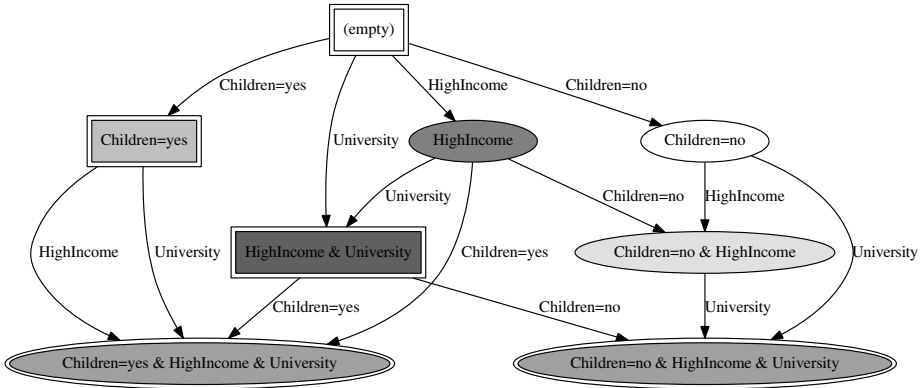 (empty)
Children=yes
HighIncome
Children=no
Children=yes
University
HighIncome
Children=no
University
Children=no
HighIncome
HighIncome
University
HighIncome & University
Children=yes
Children=no & HighIncome
University
Children=yes
Children=no
University
Children=yes & HighIncome & University
Children=no & HighIncome & University